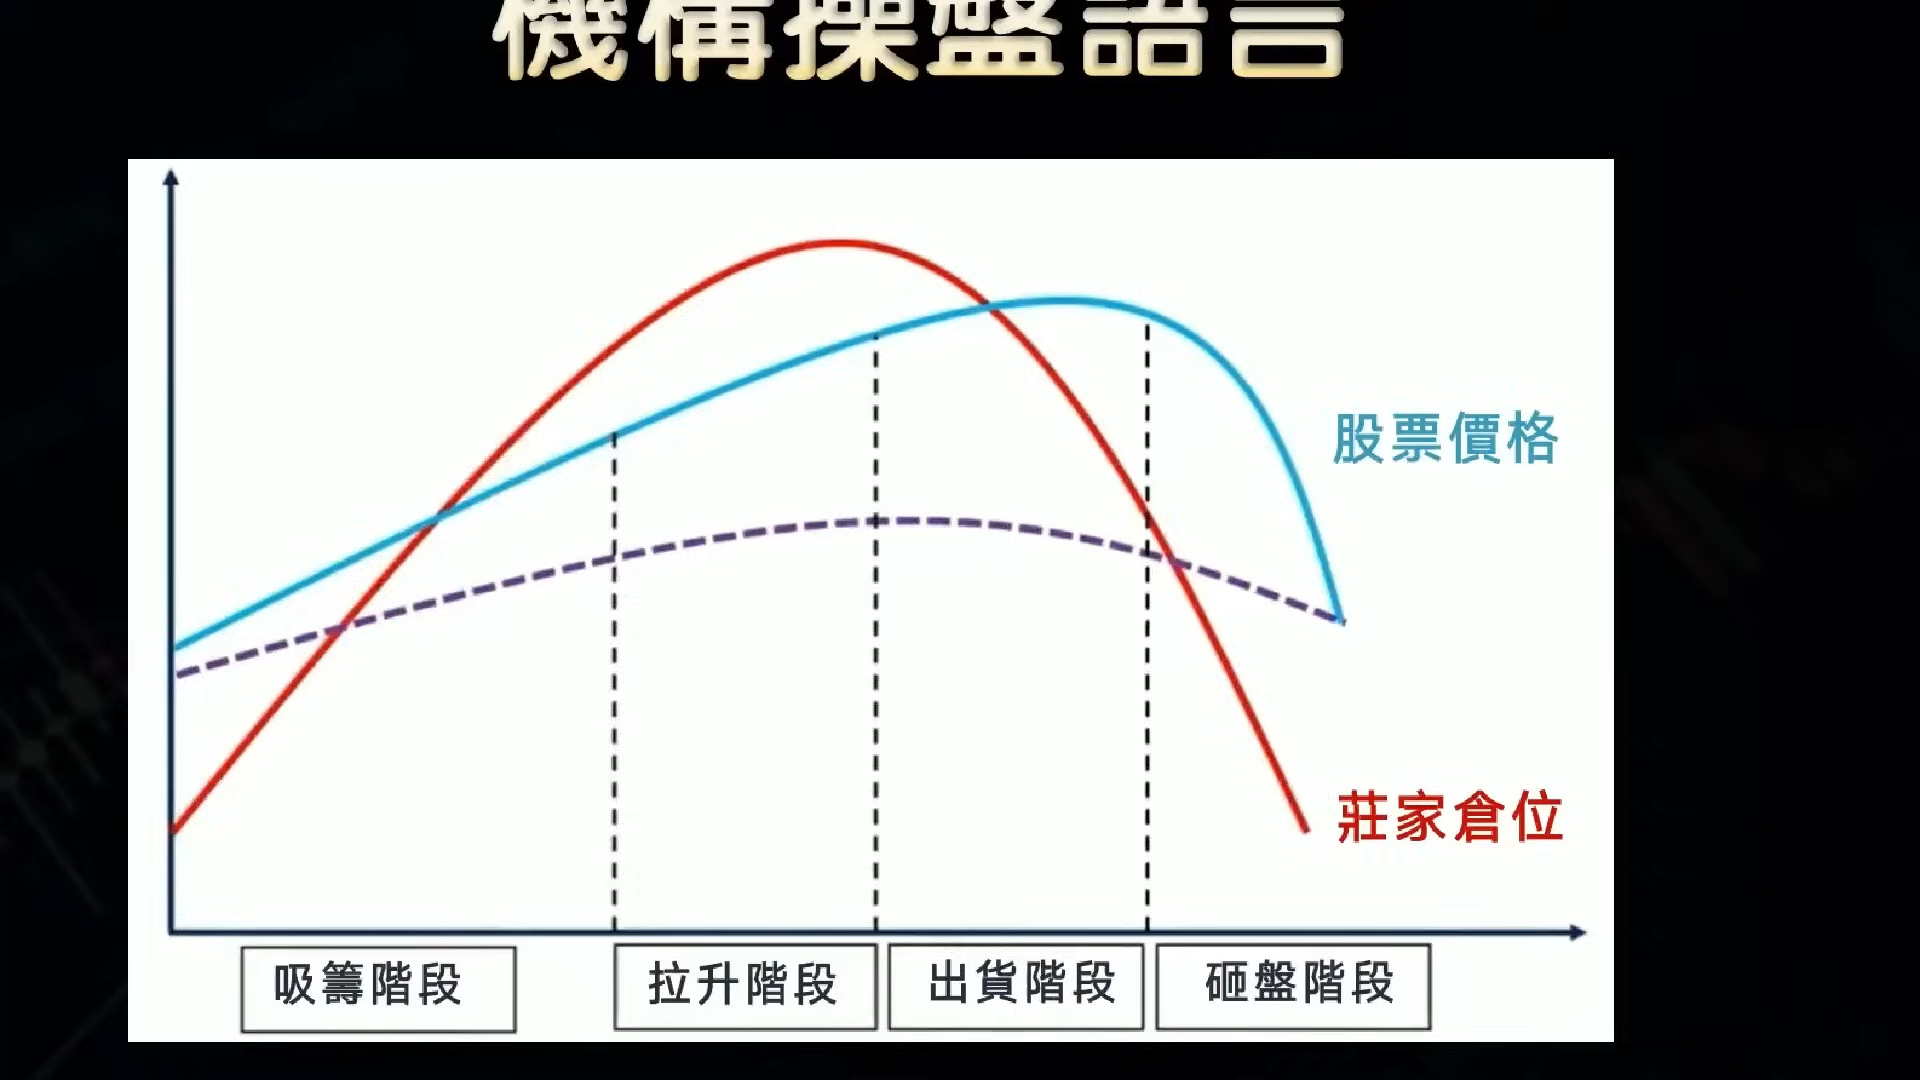 機構操盤語言
股票價格
莊家倉位
吸籌階段
拉升階段
出貨階段
砸盤階段